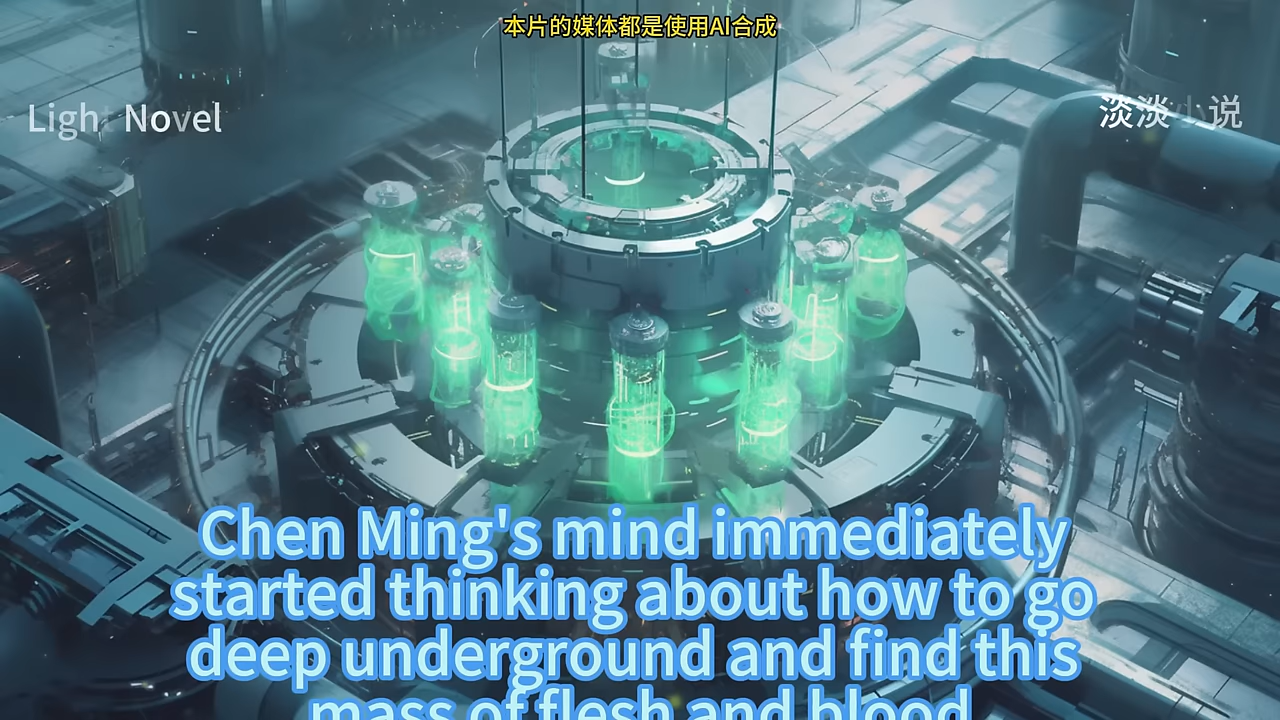 本片的媒体都是使用AI合成
Light Novel
淡淡小说
Chen Ming's mind immediately
started thinking about how to go
deep underground and find this
mass of flesh and blood